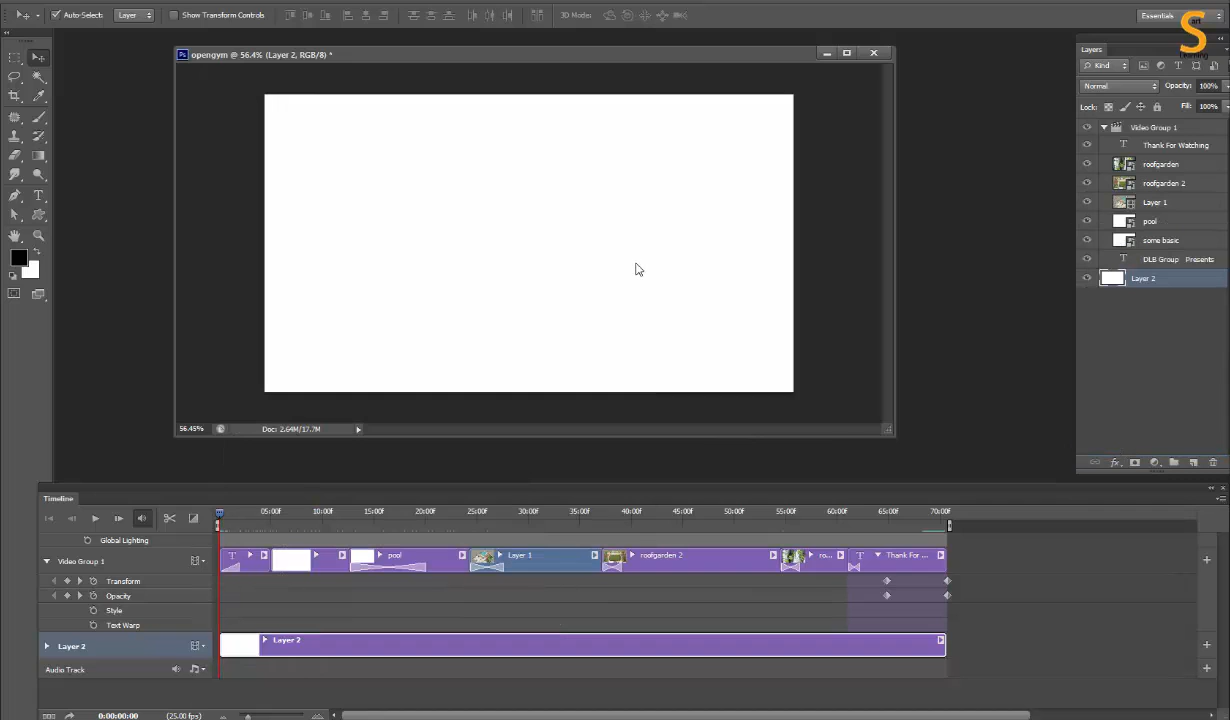 Auto-Select:
Layer
Show Transform Controls
3D Mode:
Essentials
S
art
Learning
opengym @ 56.4% (Layer 2, RGB/8) *
56.45%
Doc: 2.64M/17.7M
Layers
Kind
Normal
Opacity: 100%
Lock:
Fill: 100%
Video Group 1
Thank For Watching
roofgarden
roofgarden 2
Layer 1
pool
some basic
DLB Group Presents
Layer 2
Timeline
05:00F 10:00F 15:00F 20:00F 25:00F 30:00F 35:00F 40:00F 45:00F 50:00F 55:00F 60:00F 65:00F 70:00F
Global Lighting
Video Group 1
pool
Layer 1
roofgarden 2
ro...
Thank For ...
Transform
Opacity
Style
Text Warp
Layer 2
Layer 2
Audio Track
0:00:00:00 (25.00 fps)